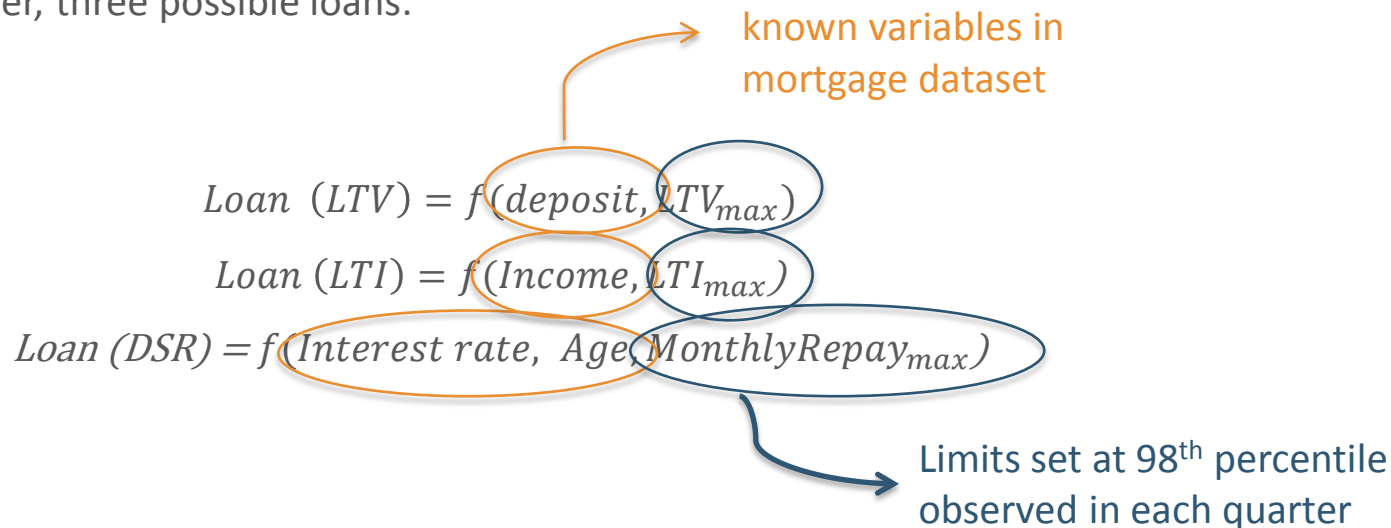 er, three possible loans:
known variables in
mortgage dataset
Loan (LTV) = f(deposit, LTV_max)
Loan (LTI) = f(Income, LTI_max)
Loan (DSR) = f(Interest rate, Age, MonthlyRepay_max)
Limits set at 98th percentile
observed in each quarter